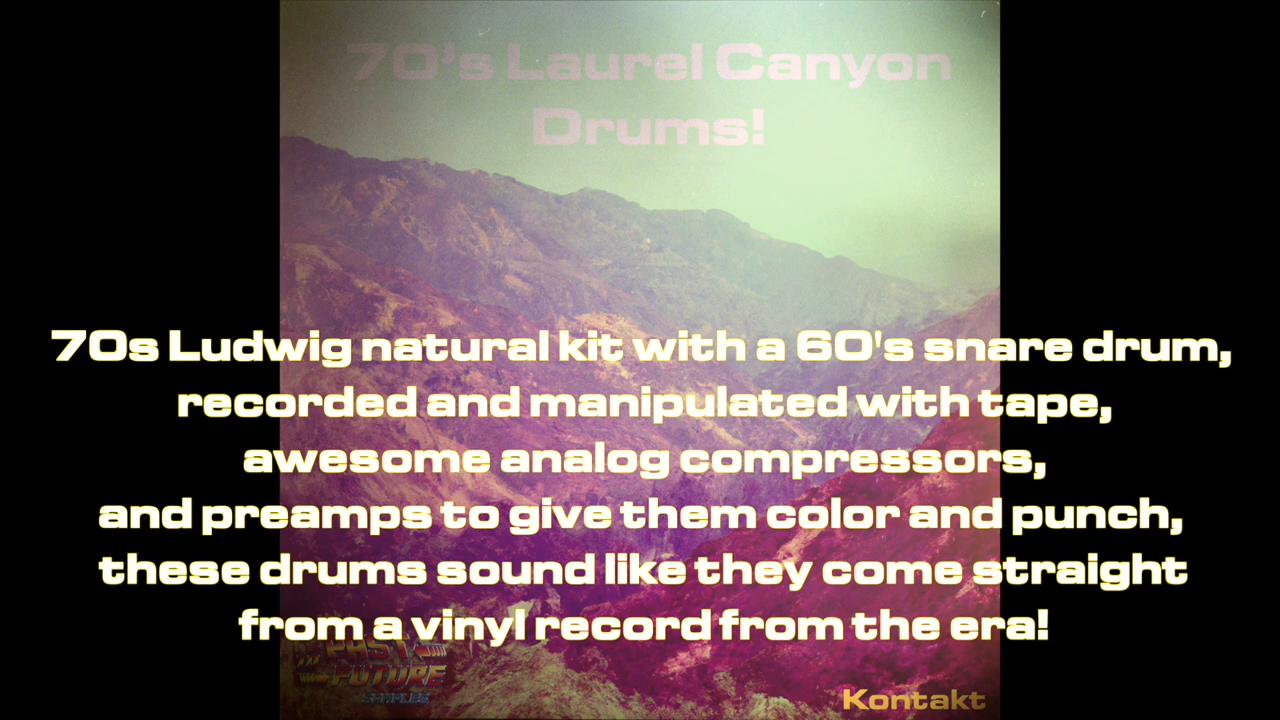 70's Laurel Canyon
Drums!
70s Ludwig natural kit with a 60's snare drum,
recorded and manipulated with tape,
awesome analog compressors,
and preamps to give them color and punch,
these drums sound like they come straight
from a vinyl record from the era!
PAST
FUTURE
SAMPLES
Kontakt